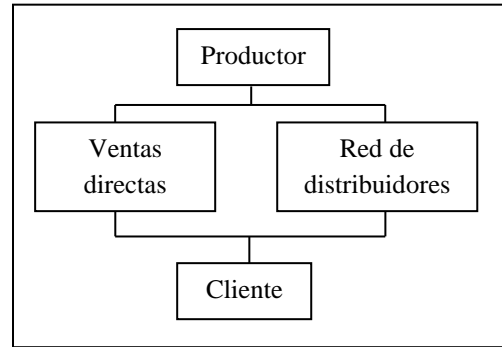 Productor
Ventas
directas
Red de
distribuidores
Cliente